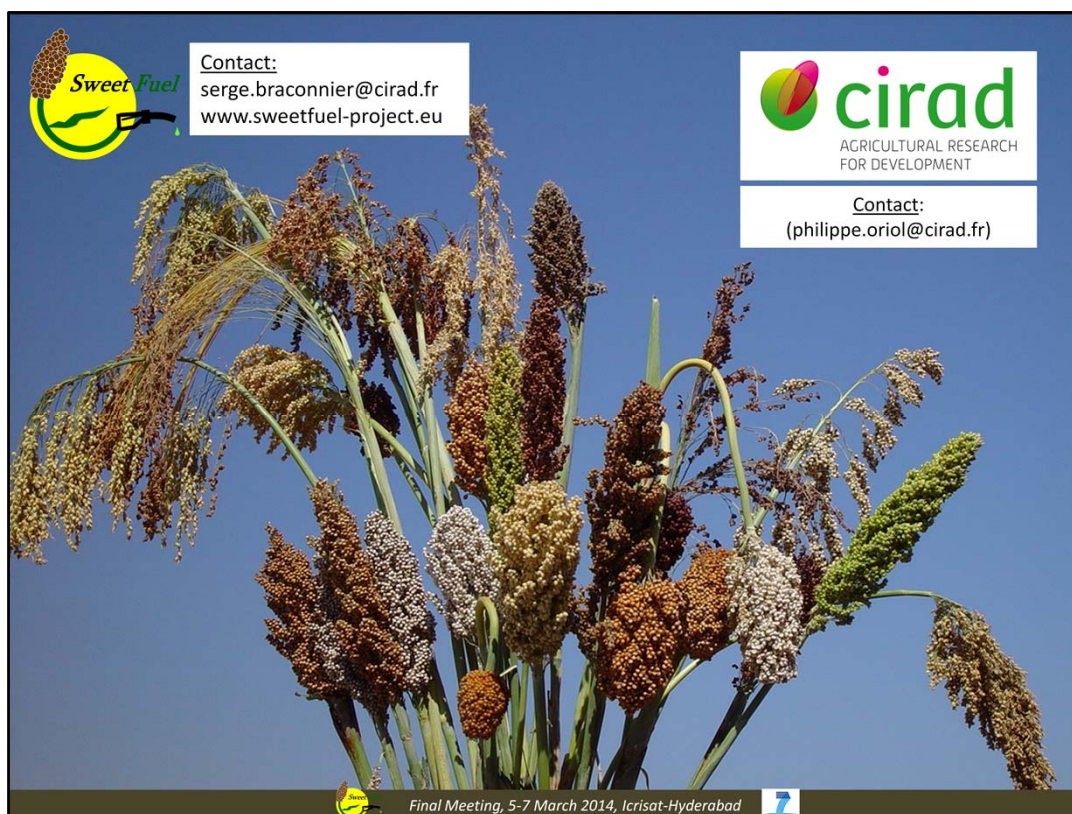 Sweet Fuel
Contact:
serge.braconnier@cirad.fr
www.sweetfuel-project.eu
cirad
AGRICULTURAL RESEARCH
FOR DEVELOPMENT
Contact:
(philippe.oriol@cirad.fr)
Sweet
Final Meeting, 5-7 March 2014, Icrisat-Hyderabad
7